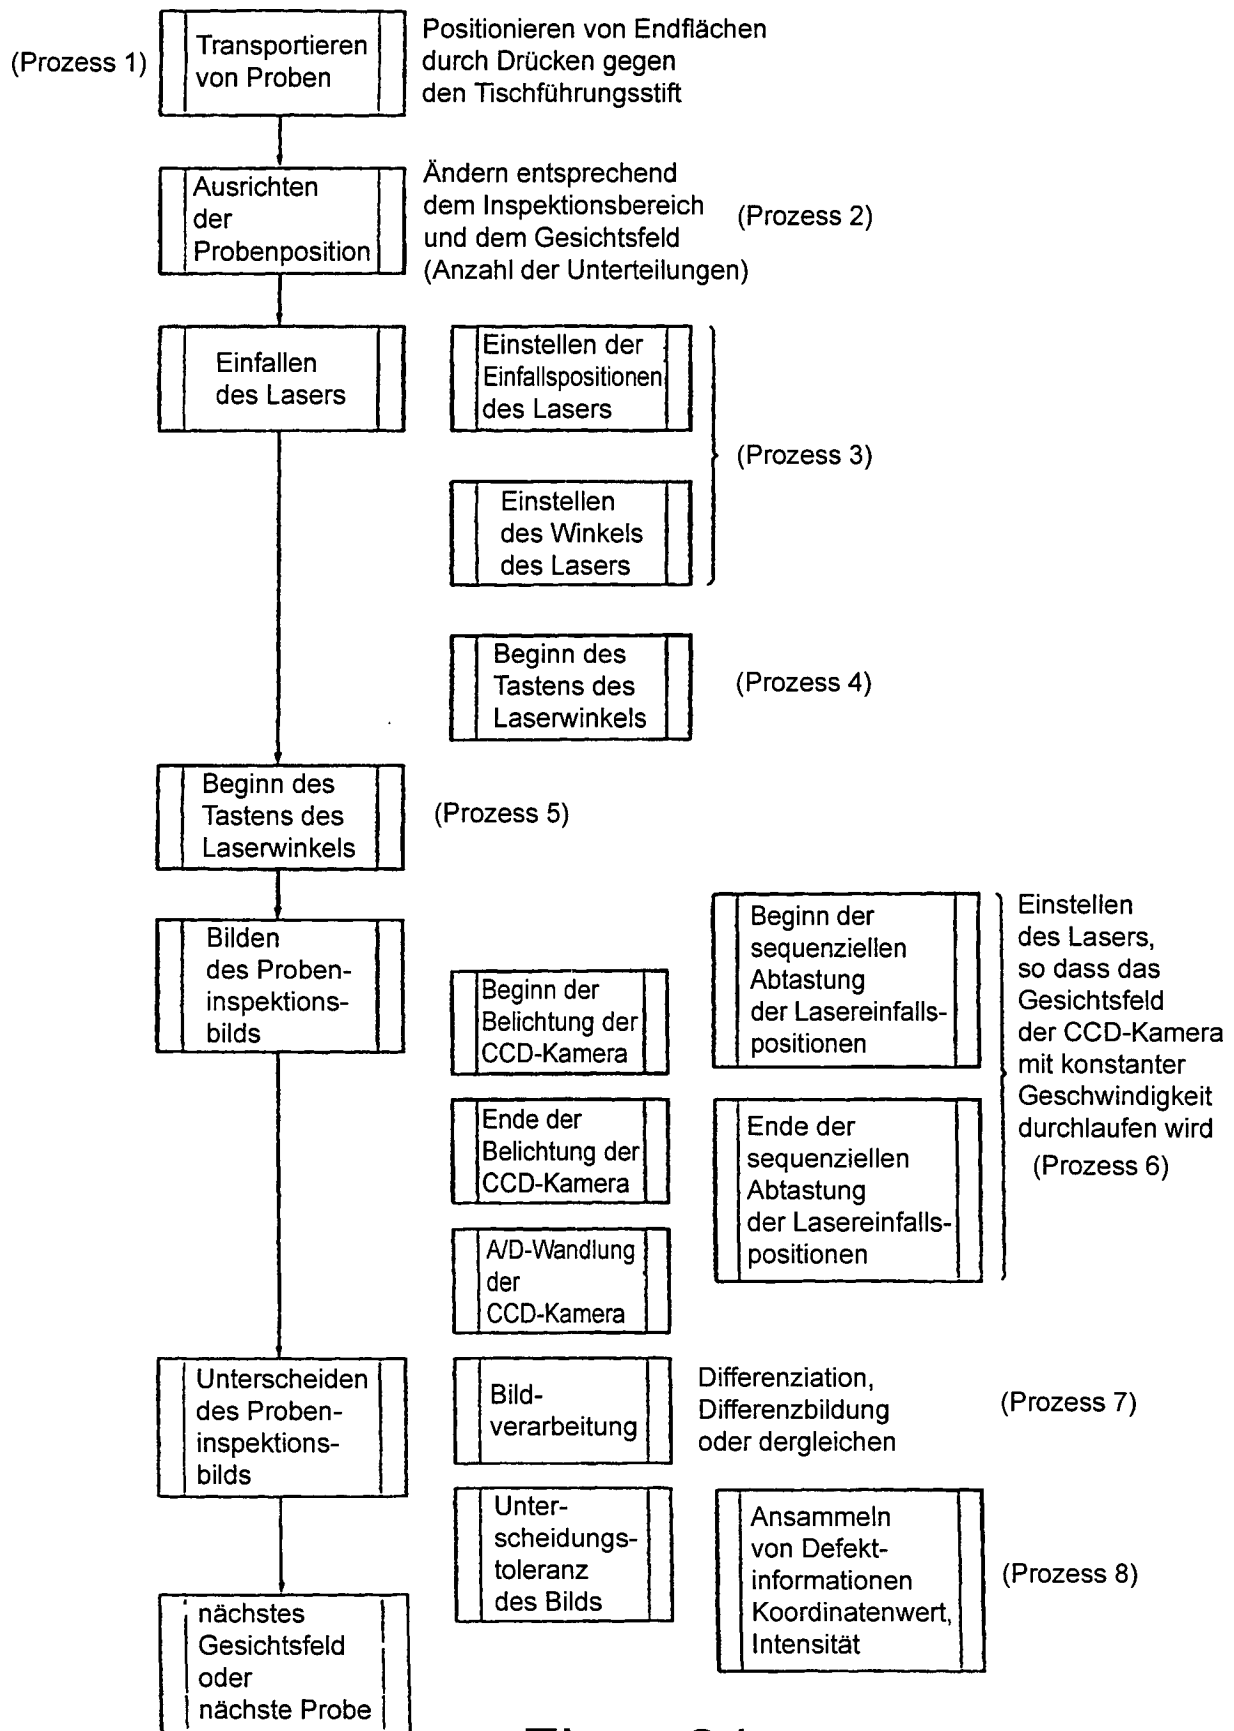 (Prozess 1)
Transportieren
von Proben
Positionieren von Endflächen
durch Drücken gegen
den Tischführungsstift
Ausrichten
der
Probenposition
Ändern entsprechend
dem Inspektionsbereich
und dem Gesichtsfeld
(Anzahl der Unterteilungen)
(Prozess 2)
Einfallen
des Lasers
Einstellen der
Einfallspositionen
des Lasers
(Prozess 3)
Einstellen
des Winkels
des Lasers
Beginn des
Tastens des
Laserwinkels
(Prozess 4)
Beginn des
Tastens des
Laserwinkels
(Prozess 5)
Bilden
des Proben-
inspektions-
bilds
Beginn der
Belichtung der
CCD-Kamera
Beginn der
sequenziellen
Abtastung
der Lasereinfalls-
positionen
Einstellen
des Lasers,
so dass das
Gesichtsfeld
der CCD-Kamera
mit konstanter
Geschwindigkeit
durchlaufen wird
(Prozess 6)
Ende der
Belichtung der
CCD-Kamera
Ende der
sequenziellen
Abtastung
der Lasereinfalls-
positionen
A/D-Wandlung
der
CCD-Kamera
Unterscheiden
des Proben-
inspektions-
bilds
Bild-
verarbeitung
Differenziation,
Differenzbildung
oder dergleichen
(Prozess 7)
Unter-
scheidungs-
toleranz
des Bilds
Ansammeln
von Defekt-
informationen
Koordinatenwert,
Intensität
(Prozess 8)
nächstes
Gesichtsfeld
oder
nächste Probe